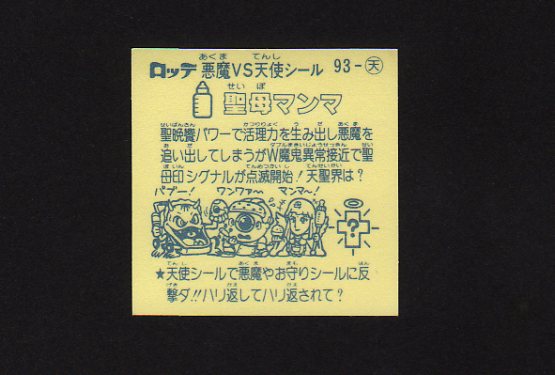 ロッテ 悪魔VS天使シール 93-天
聖母マンマ
聖晩饗パワーで活理力を生み出し悪魔を
追い出してしまうがW魔鬼異常接近で聖
母印シグナルが点滅開始!天聖界は?
パプー! ワンワァ〜 マンマ〜!
?
★天使シールで悪魔やお守りシールに反
撃ダ!!ハリ返してハリ返されて?